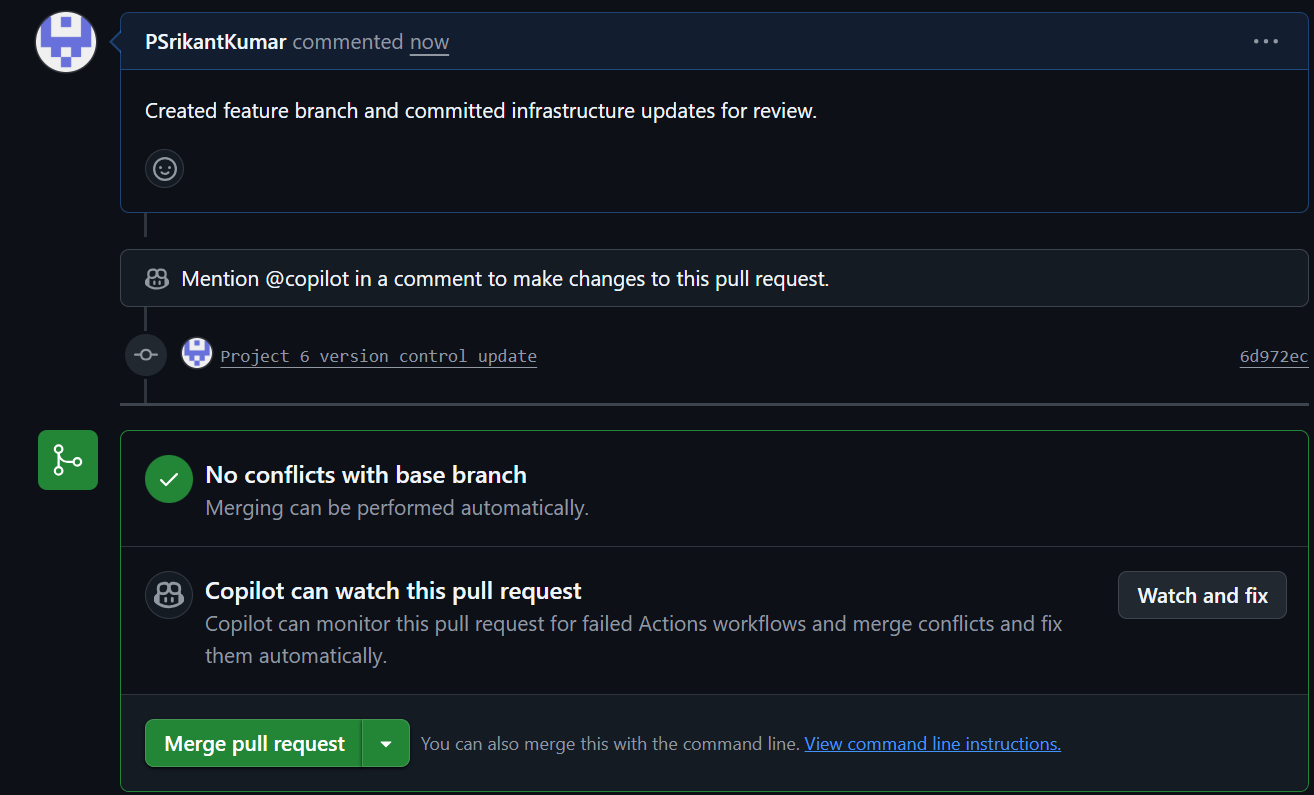 PSrikantKumar commented now
Created feature branch and committed infrastructure updates for review.
Mention @copilot in a comment to make changes to this pull request.
Project 6 version control update 6d972ec
No conflicts with base branch
Merging can be performed automatically.
Copilot can watch this pull request
Copilot can monitor this pull request for failed Actions workflows and merge conflicts and fix
them automatically.
Watch and fix
Merge pull request
You can also merge this with the command line. View command line instructions.